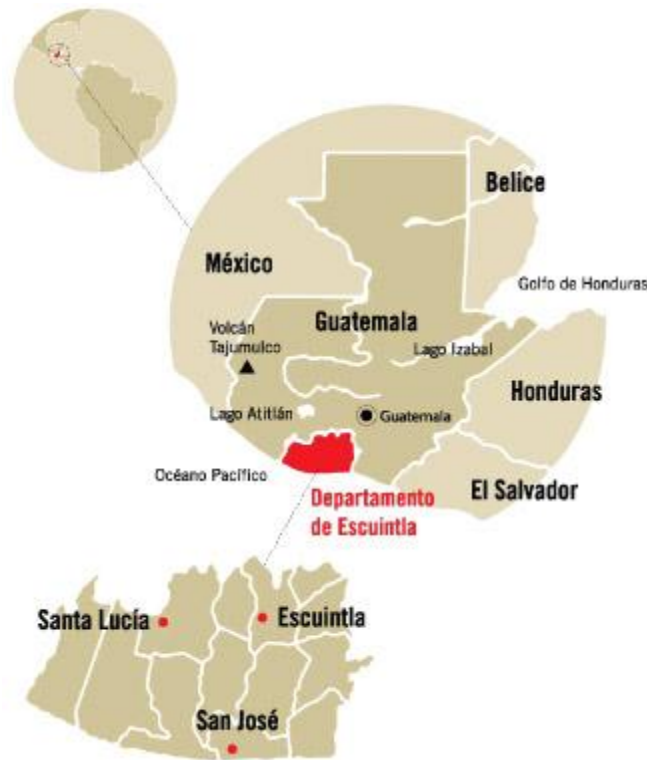 Belice
México
Golfo de Honduras
Guatemala
Volcán
Tajumulco
Lago Izabal
Honduras
Lago Atitlán
Guatemala
Océano Pacífico
El Salvador
Departamento
de Escuintla
Santa Lucía
Escuintla
San José